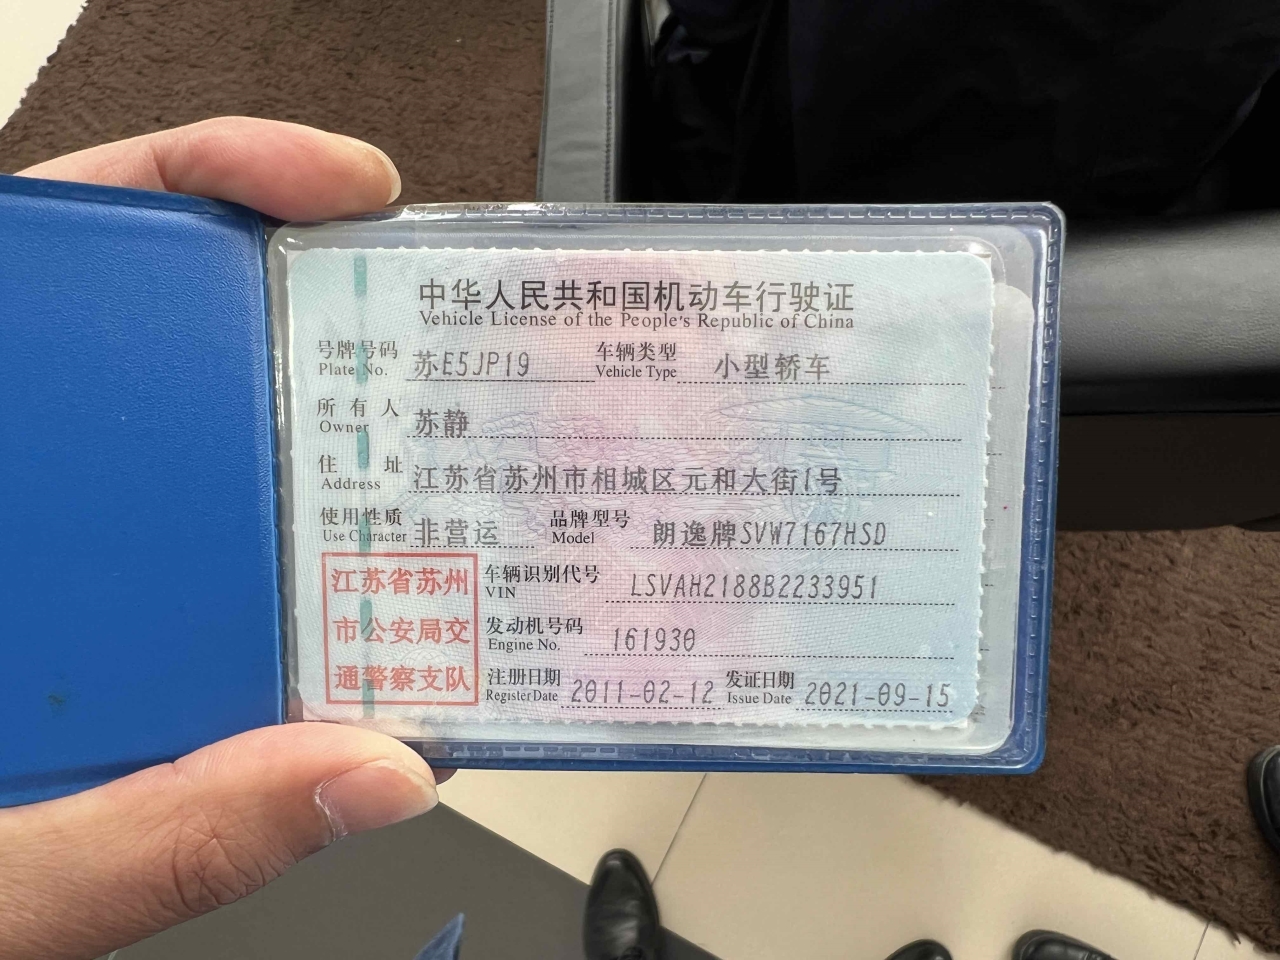 中华人民共和国机动车行驶证
Vehicle License of the People's Republic of China
号牌号码 苏E5JP19 车辆类型 小型轿车
Plate No. Vehicle Type
所有人 苏静
Owner
住址 江苏省苏州市相城区元和大街1号
Address
使用性质 非营运 品牌型号 朗逸牌SVW7167HSD
Use Character Model
江苏省苏州
市公安局交
通警察支队
车辆识别代号 LSVAH2188B2233951
VIN
发动机号码 161930
Engine No.
注册日期 2011-02-12 发证日期 2021-09-15
Register Date Issue Date